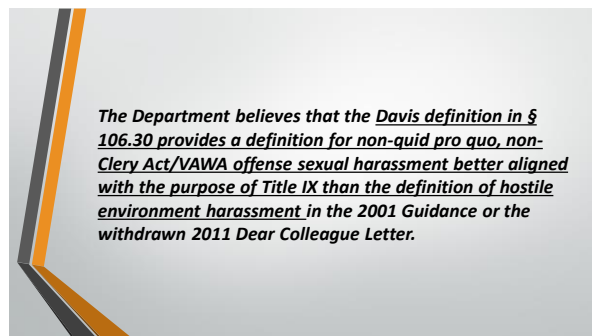 The Department believes that the Davis definition in §
106.30 provides a definition for non-quid pro quo, non-
Clery Act/VAWA offense sexual harassment better aligned
with the purpose of Title IX than the definition of hostile
environment harassment in the 2001 Guidance or the
withdrawn 2011 Dear Colleague Letter.